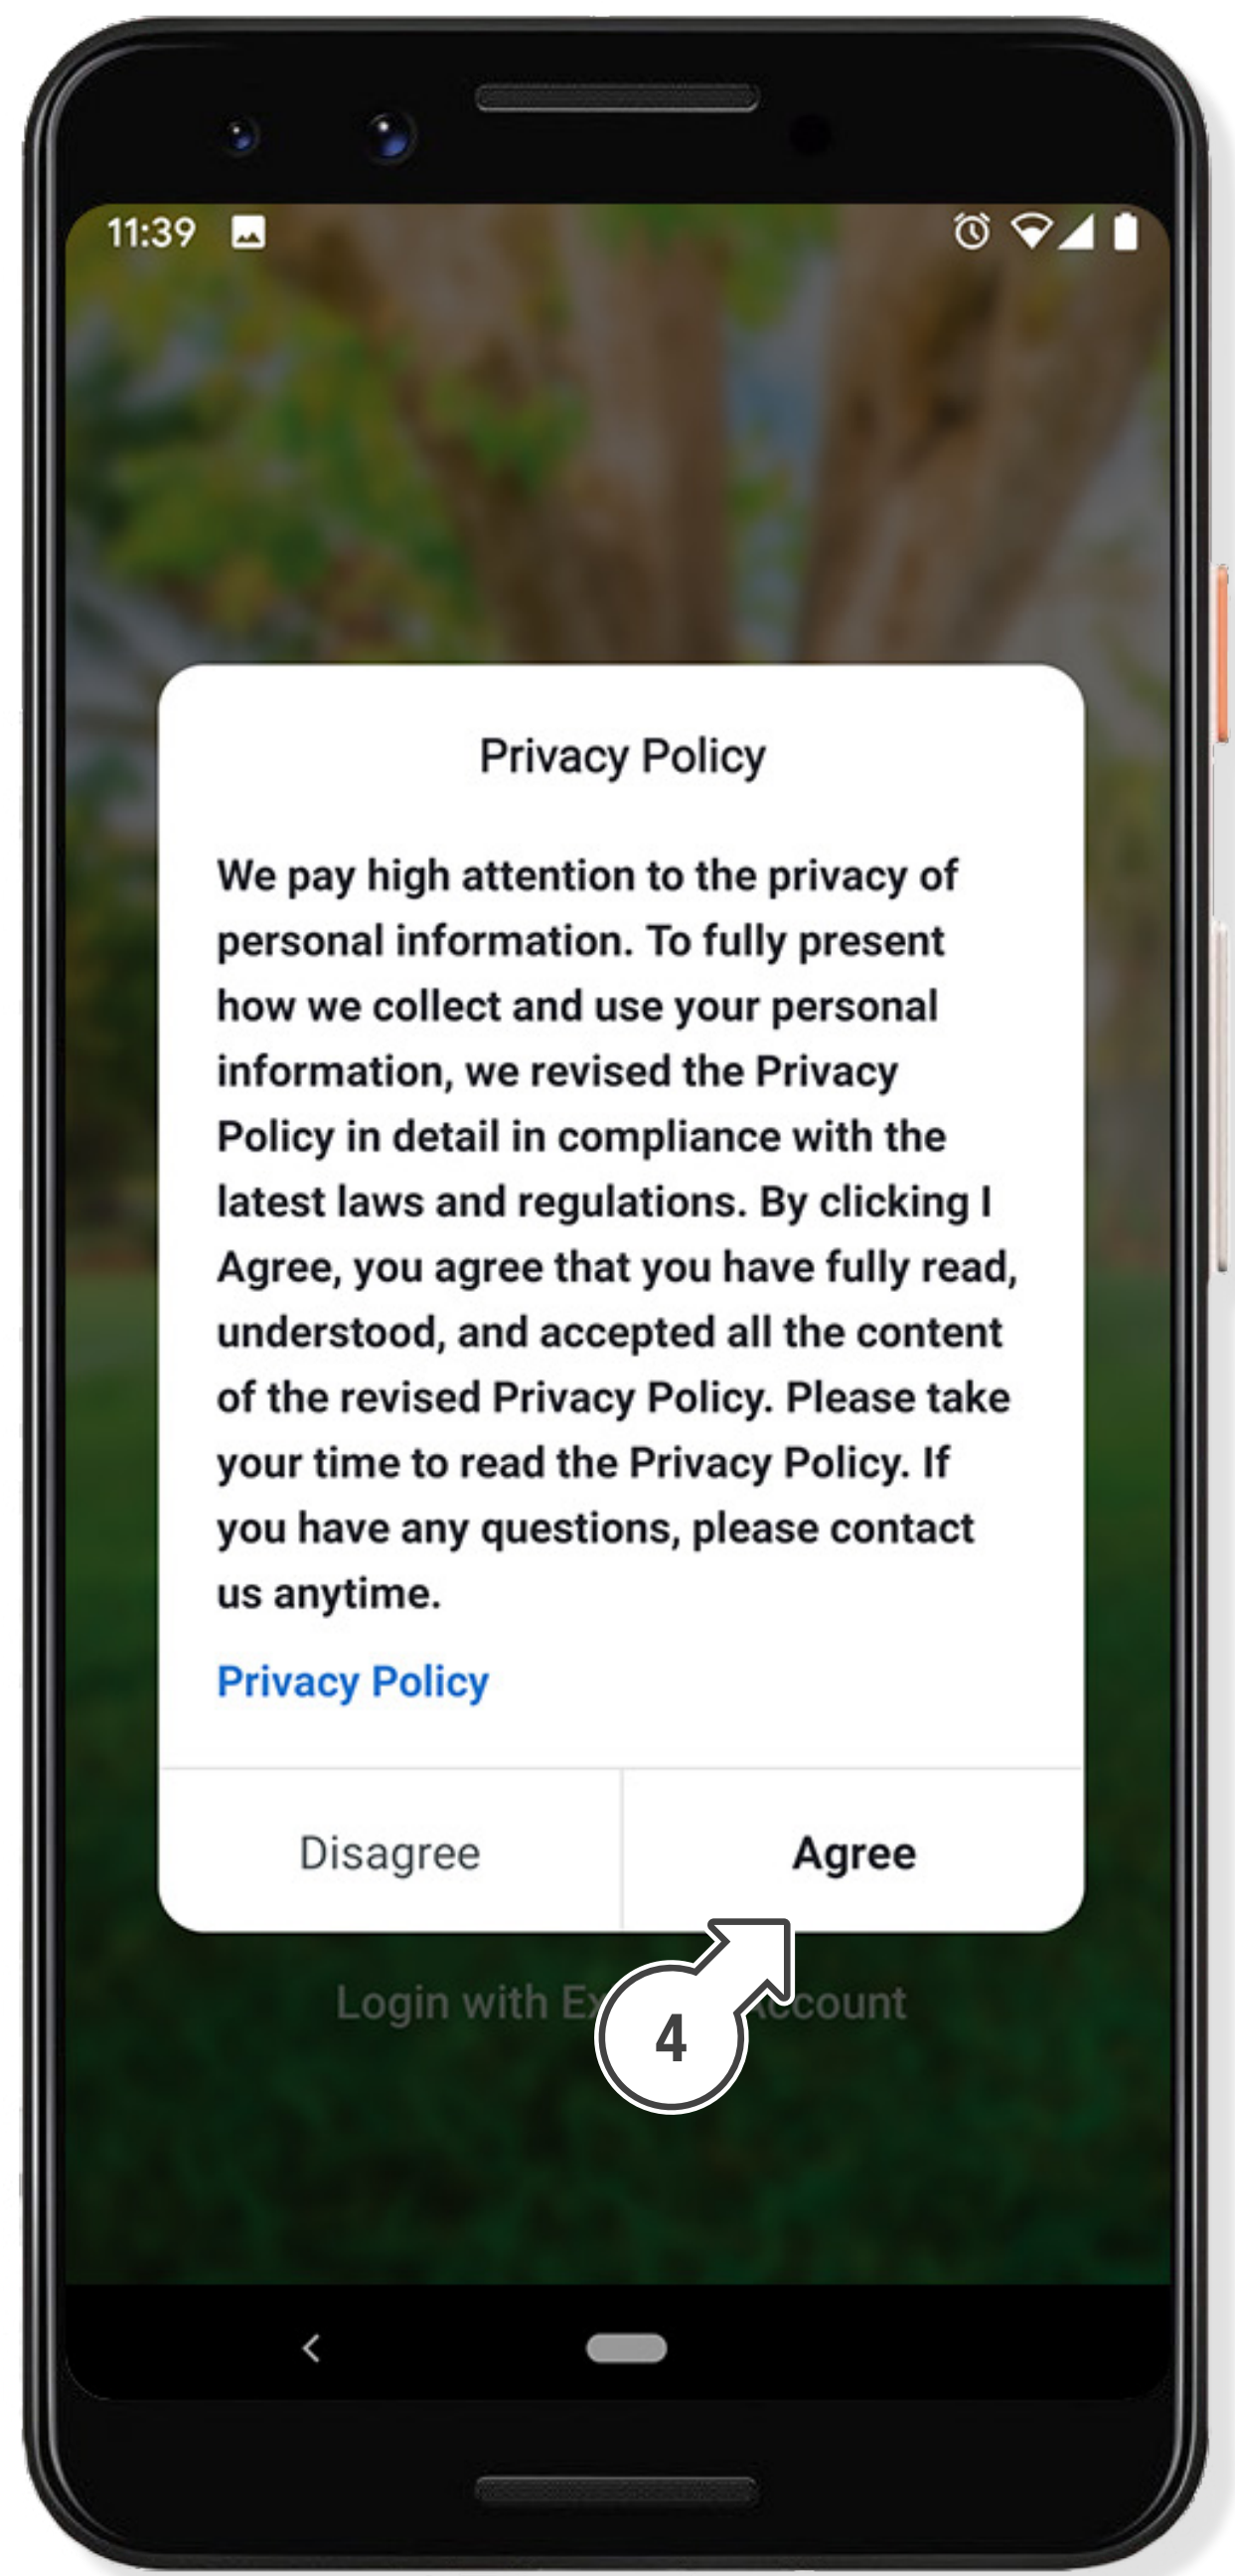 11:39
Privacy Policy
We pay high attention to the privacy of
personal information. To fully present
how we collect and use your personal
information, we revised the Privacy
Policy in detail in compliance with the
latest laws and regulations. By clicking I
Agree, you agree that you have fully read,
understood, and accepted all the content
of the revised Privacy Policy. Please take
your time to read the Privacy Policy. If
you have any questions, please contact
us anytime.
Privacy Policy
Disagree Agree
Login with
4